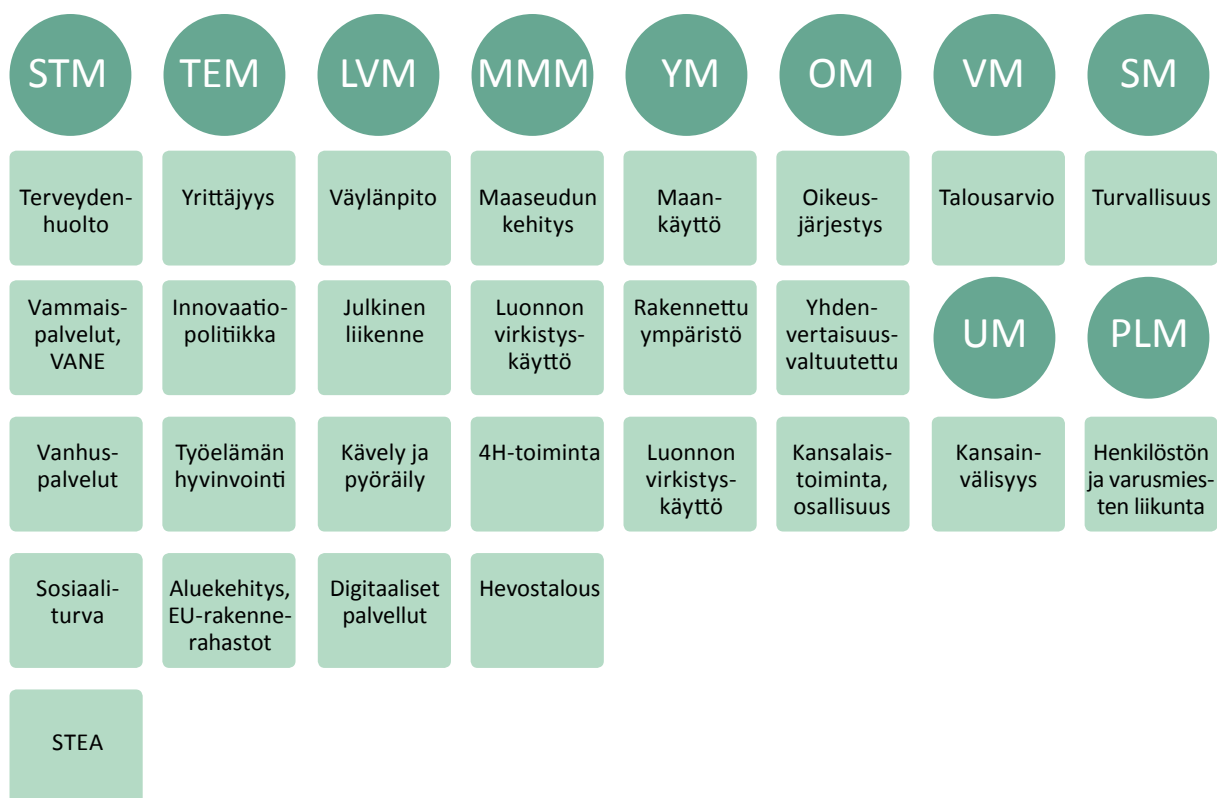 STM
TEM
LVM
MMM
YM
OM
VM
SM
Terveyden-
huolto
Yrittäjyys
Väylänpito
Maaseudun
kehitys
Maan-
käyttö
Oikeus-
järjestys
Talousarvio
Turvallisuus
Vammais-
palvelut,
VANE
Innovaatio-
politiikka
Julkinen
liikenne
Luonnon
virkistys-
käyttö
Rakennettu
ympäristö
Yhden-
vertaisuus-
valtuutettu
UM
PLM
Vanhus-
palvelut
Työelämän
hyvinvointi
Kävely ja
pyöräily
4H-toiminta
Luonnon
virkistys-
käyttö
Kansalais-
toiminta,
osallisuus
Kansain-
välisyys
Henkilöstön
ja varusmies-
ten liikunta
Sosiaali-
turva
Aluekehitys,
EU-rakenne-
rahastot
Digitaaliset
palvellut
Hevostalous
STEA